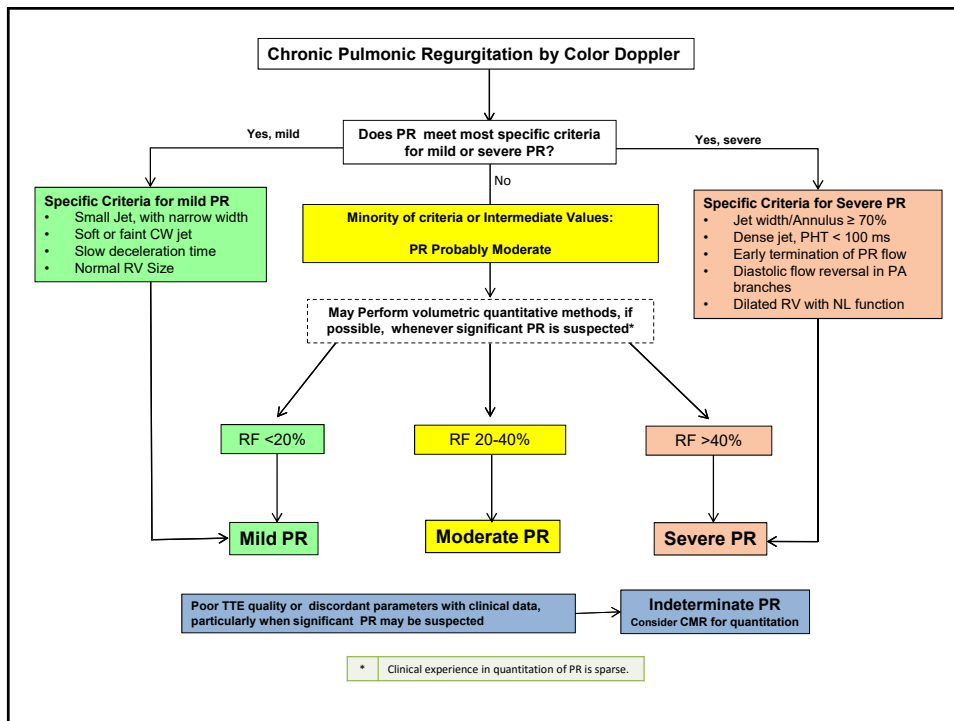 Chronic Pulmonic Regurgitation by Color Doppler
Yes, mild
Does PR meet most specific criteria
for mild or severe PR?
Yes, severe
No
Specific Criteria for mild PR
• Small Jet, with narrow width
• Soft or faint CW jet
• Slow deceleration time
• Normal RV Size
Minority of criteria or Intermediate Values:
PR Probably Moderate
Specific Criteria for Severe PR
• Jet width/Annulus ≥ 70%
• Dense jet, PHT < 100 ms
• Early termination of PR flow
• Diastolic flow reversal in PA
branches
• Dilated RV with NL function
May Perform volumetric quantitative methods, if
possible, whenever significant PR is suspected*
RF <20%
RF 20-40%
RF >40%
Mild PR
Moderate PR
Severe PR
Poor TTE quality or discordant parameters with clinical data,
particularly when significant PR may be suspected
Indeterminate PR
Consider CMR for quantitation
* Clinical experience in quantitation of PR is sparse.